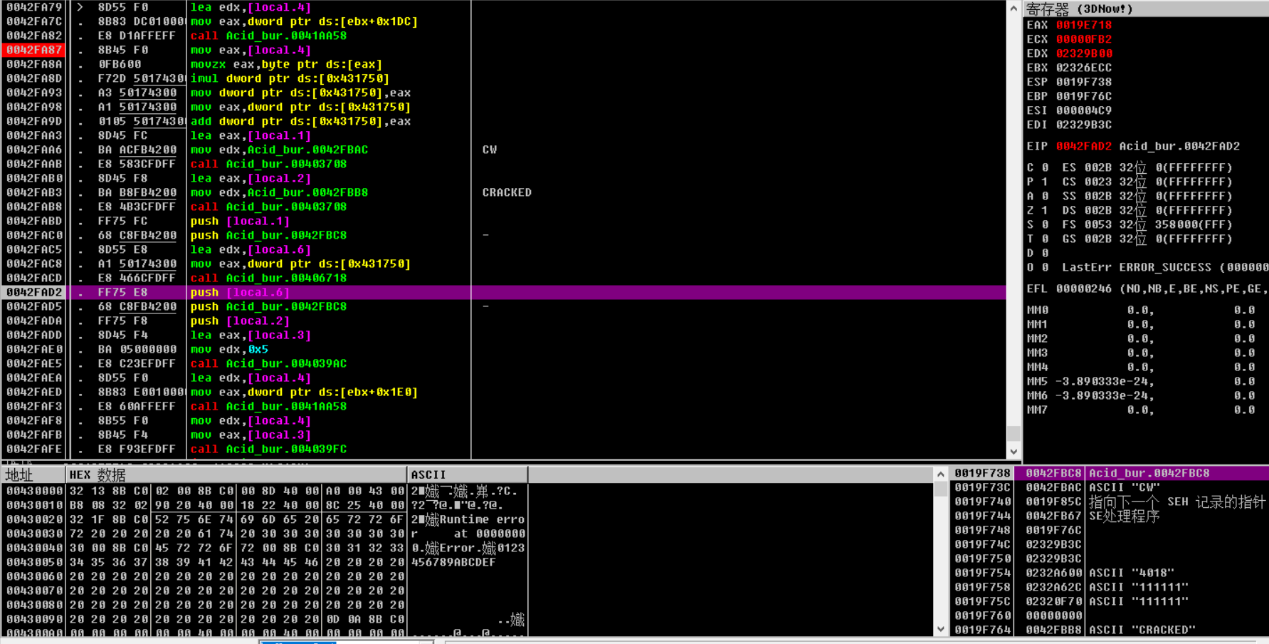 0042FA79 > 8D55 F0 lea edx,[local.4]
0042FA7C . 8B83 DC010000 mov eax,dword ptr ds:[ebx+0x1DC]
0042FA82 . E8 D1AFFEFF call Acid_bur.0041AA58
0042FA87 . 8B45 F0 mov eax,[local.4]
0042FA8A . 0FB600 movzx eax,byte ptr ds:[eax]
0042FA8D . F72D 50174300 imul dword ptr ds:[0x431750]
0042FA93 . A3 50174300 mov dword ptr ds:[0x431750],eax
0042FA98 . A1 50174300 mov eax,dword ptr ds:[0x431750]
0042FA9D . 0105 50174300 add dword ptr ds:[0x431750],eax
0042FAA3 . 8D45 FC lea eax,[local.1]
0042FAA6 . BA ACFB4200 mov edx,Acid_bur.0042FBAC CW
0042FAAB . E8 583CFDFF call Acid_bur.00403708
0042FAB0 . 8D45 F8 lea eax,[local.2]
0042FAB3 . BA B8FB4200 mov edx,Acid_bur.0042FBB8 CRACKED
0042FAB8 . E8 4B3CFDFF call Acid_bur.00403708
0042FABD . FF75 FC push [local.1]
0042FAC0 . 68 C8FB4200 push Acid_bur.0042FBC8 -
0042FAC5 . 8D55 E8 lea edx,[local.6]
0042FAC8 . A1 50174300 mov eax,dword ptr ds:[0x431750]
0042FACD . E8 466CFDFF call Acid_bur.00406718
0042FAD2 . FF75 E8 push [local.6]
0042FAD5 . 68 C8FB4200 push Acid_bur.0042FBC8 -
0042FADA . FF75 F8 push [local.2]
0042FADD . 8D45 F4 lea eax,[local.3]
0042FAE0 . BA 05000000 mov edx,0x5
0042FAE5 . E8 C23EFDFF call Acid_bur.004039AC
0042FAEA . 8D55 F0 lea edx,[local.4]
0042FAED . 8B83 E0010000 mov eax,dword ptr ds:[ebx+0x1E0]
0042FAF3 . E8 60AFFEFF call Acid_bur.0041AA58
0042FAF8 . 8B55 F0 mov edx,[local.4]
0042FAFB . 8B45 F4 mov eax,[local.3]
0042FAFE . E8 F93EFDFF call Acid_bur.004039FC
寄存器 (3DNow!)
EAX 0019E718
ECX 00000FB2
EDX 02329B00
EBX 02326ECC
ESP 0019F738
EBP 0019F76C
ESI 000004C9
EDI 02329B3C
EIP 0042FAD2 Acid_bur.0042FAD2
C 0 ES 002B 32位 0(FFFFFFFF)
P 1 CS 0023 32位 0(FFFFFFFF)
A 0 SS 002B 32位 0(FFFFFFFF)
Z 1 DS 002B 32位 0(FFFFFFFF)
S 0 FS 0053 32位 358000(FFF)
T 0 GS 002B 32位 0(FFFFFFFF)
D 0
O 0 LastErr ERROR_SUCCESS (000000
EFL 00000246 (NO,NB,E,BE,NS,PE,GE,
MM0 0.0, 0.0
MM1 0.0, 0.0
MM2 0.0, 0.0
MM3 0.0, 0.0
MM4 0.0, 0.0
MM5 -3.890333e-24, 0.0
MM6 -3.890333e-24, 0.0
MM7 0.0, 0.0
地址 HEX 数据 ASCII
00430000 32 13 8B C0 02 00 8B C0 00 8D 40 00 A0 00 43 00
00430010 B8 08 32 02 90 20 40 00 18 22 40 00 8C 25 40 00
00430020 32 1F 8B C0 52 75 6E 74 69 6D 65 20 65 72 72 6F Runtime erro
00430030 72 20 20 20 20 20 61 74 20 30 30 30 30 30 30 30 r at 0000000
00430040 30 00 8B C0 45 72 72 6F 72 00 8B C0 30 31 32 33 0.媼Error.媼0123
00430050 34 35 36 37 38 39 41 42 43 44 45 46 20 20 20 20 456789ABCDEF
00430060 20 20 20 20 20 20 20 20 20 20 20 20 20 20 20 20
00430070 20 20 20 20 20 20 20 20 20 20 20 20 20 20 20 20
00430080 20 20 20 20 20 20 20 20 20 20 20 20 20 20 20 20
00430090 20 20 20 20 20 20 20 20 20 20 20 20 0D 0A 8B C0 ..媼
0019F738 0042FBC8 Acid_bur.0042FBC8
0019F73C 0042FBAC ASCII "CW"
0019F740 0019F85C 指向下一个 SEH 记录的指针
0019F744 0042FB67 SE处理程序
0019F748 0019F76C
0019F74C 02329B3C
0019F750 02329B3C
0019F754 0232A600 ASCII "4018"
0019F758 0232A62C ASCII "111111"
0019F75C 02320F70 ASCII "111111"
0019F760 00000000
0019F764 0042FBB8 ASCII "CRACKED"